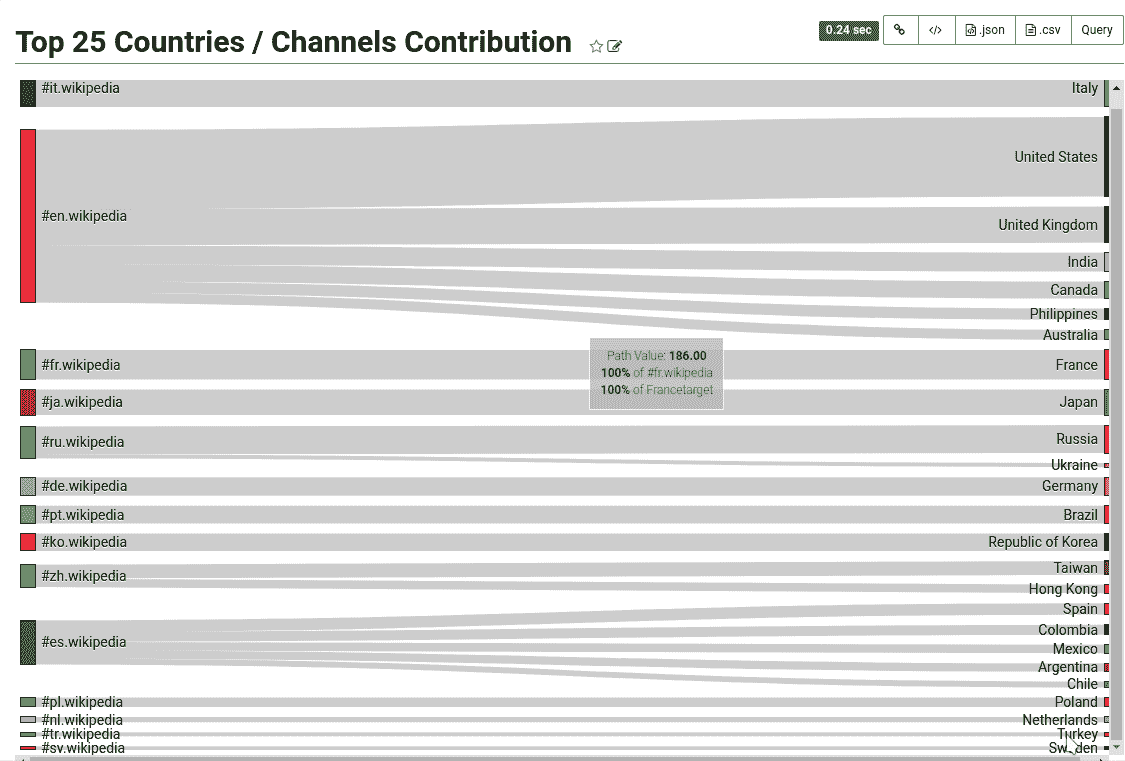 Top 25 Countries / Channels Contribution
0.24 sec
</>
.json
.csv
Query
#it.wikipedia
Italy
#en.wikipedia
United States
United Kingdom
India
Canada
Philippines
Australia
#fr.wikipedia
France
Path Value: 186.00
100% of #fr.wikipedia
100% of Francetarget
#ja.wikipedia
Japan
#ru.wikipedia
Russia
Ukraine
#de.wikipedia
Germany
#pt.wikipedia
Brazil
#ko.wikipedia
Republic of Korea
#zh.wikipedia
Taiwan
Hong Kong
#es.wikipedia
Spain
Colombia
Mexico
Argentina
Chile
#pl.wikipedia
Poland
#nl.wikipedia
Netherlands
#tr.wikipedia
Turkey
#sv.wikipedia
Sweden